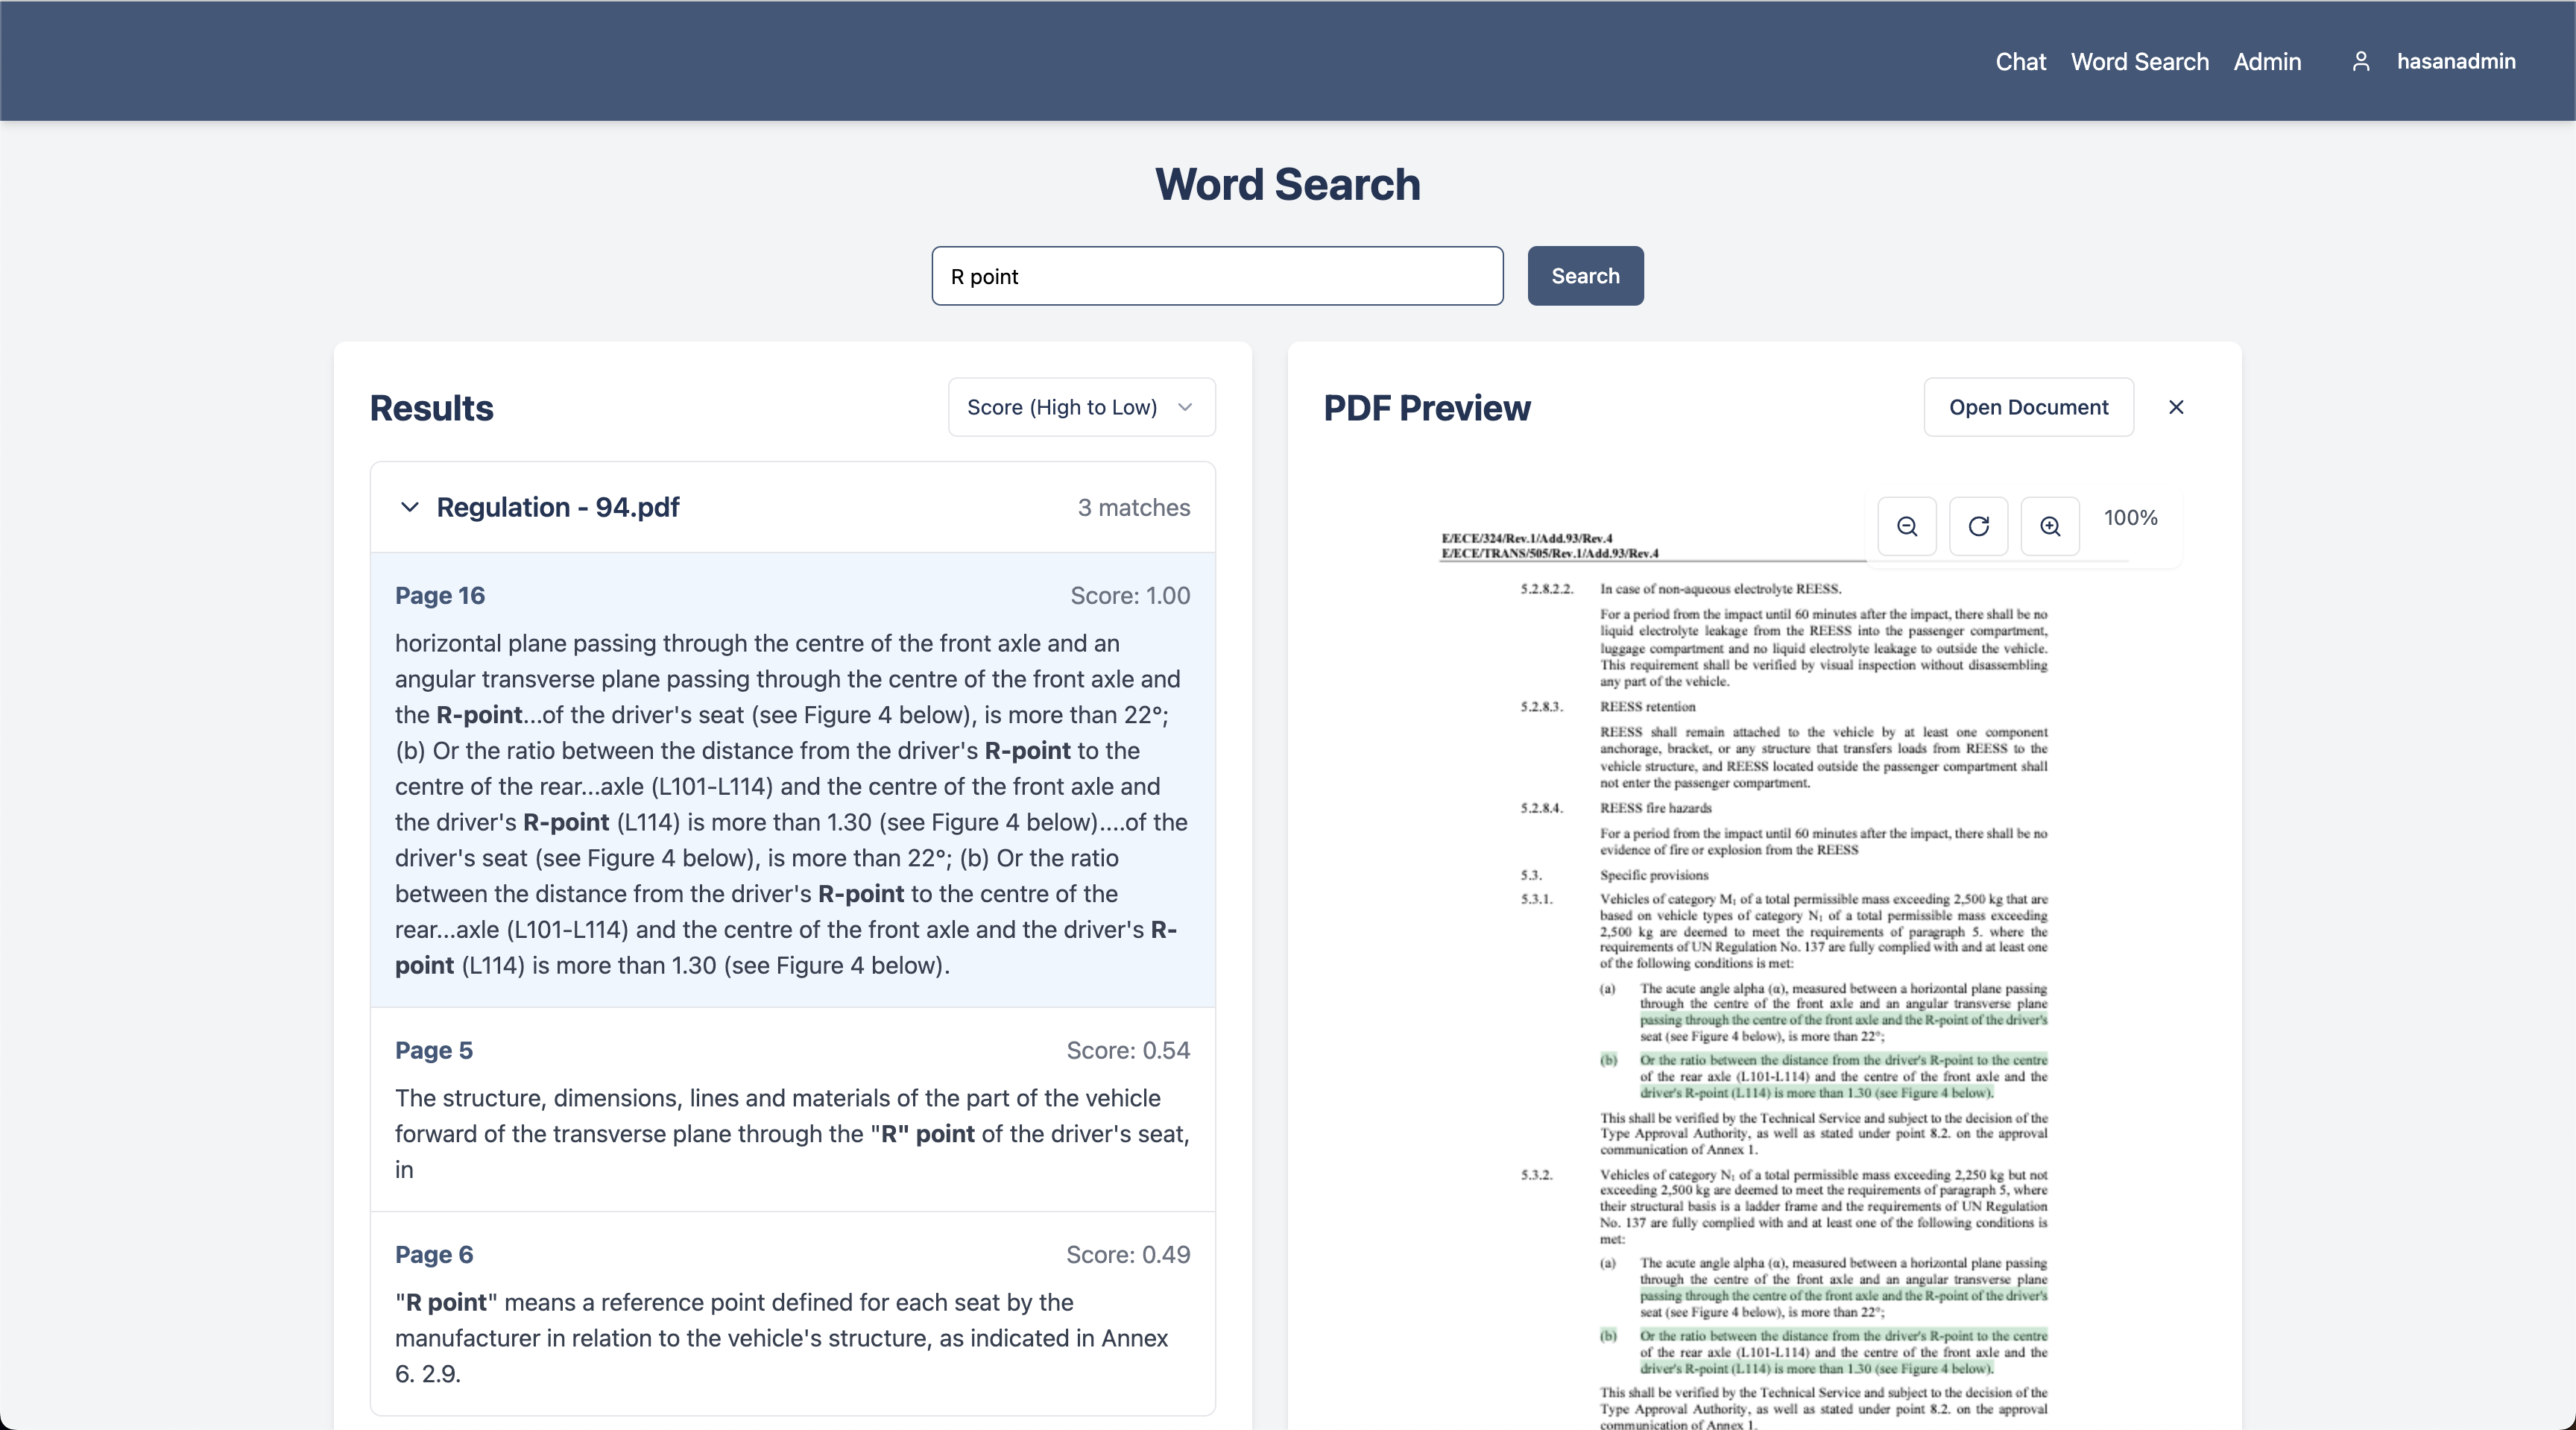 Chat Word Search Admin hasanadmin
Word Search
R point
Search
Results
Score (High to Low)
Regulation - 94.pdf
3 matches
Page 16
Score: 1.00
horizontal plane passing through the centre of the front axle and an
angular transverse plane passing through the centre of the front axle and
the R-point...of the driver's seat (see Figure 4 below), is more than 22°;
(b) Or the ratio between the distance from the driver's R-point to the
centre of the rear...axle (L101-L114) and the centre of the front axle and
the driver's R-point (L114) is more than 1.30 (see Figure 4 below)....of the
driver's seat (see Figure 4 below), is more than 22°; (b) Or the ratio
between the distance from the driver's R-point to the centre of the
rear...axle (L101-L114) and the centre of the front axle and the driver's R-
point (L114) is more than 1.30 (see Figure 4 below).
Page 5
Score: 0.54
The structure, dimensions, lines and materials of the part of the vehicle
forward of the transverse plane through the "R" point of the driver's seat,
in
Page 6
Score: 0.49
"R point" means a reference point defined for each seat by the
manufacturer in relation to the vehicle's structure, as indicated in Annex
6. 2.9.
PDF Preview
Open Document
100%
E/ECE/324/Rev.1/Add.93/Rev.4
E/ECE/TRANS/505/Rev.1/Add.93/Rev.4
5.2.8.2.2. In case of non-aqueous electrolyte REESS.
For a period from the impact until 60 minutes after the impact, there shall be no
liquid electrolyte leakage from the REESS into the passenger compartment,
luggage compartment and no liquid electrolyte leakage to outside the vehicle.
This requirement shall be verified by visual inspection without disassembling
any part of the vehicle.
5.2.8.3. REESS retention
REESS shall remain attached to the vehicle by at least one component
anchorage, bracket, or any structure that transfers loads from REESS to the
vehicle structure, and REESS located outside the passenger compartment shall
not enter the passenger compartment.
5.2.8.4. REESS fire hazards
For a period from the impact until 60 minutes after the impact, there shall be no
evidence of fire or explosion from the REESS
5.3. Specific provisions
5.3.1. Vehicles of category M₁ of a total permissible mass exceeding 2,500 kg that are
based on vehicle types of category N₁ of a total permissible mass exceeding
2,500 kg are deemed to meet the requirements of paragraph 5. where the
requirements of UN Regulation No. 137 are fully complied with and at least one
of the following conditions is met:
(a) The acute angle alpha (α), measured between a horizontal plane passing
through the centre of the front axle and an angular transverse plane
passing through the centre of the front axle and the R-point of the driver's
seat (see Figure 4 below), is more than 22°;
(b) Or the ratio between the distance from the driver's R-point to the centre
of the rear axle (L101-L114) and the centre of the front axle and the
driver's R-point (L114) is more than 1.30 (see Figure 4 below).
This shall be verified by the Technical Service and subject to the decision of the
Type Approval Authority, as well as stated under point 8.2. on the approval
communication of Annex 1.
5.3.2. Vehicles of category N₁ of a total permissible mass exceeding 2,250 kg but not
exceeding 2,500 kg are deemed to meet the requirements of paragraph 5, where
their structural basis is a ladder frame and the requirements of UN Regulation
No. 137 are fully complied with and at least one of the following conditions is
met:
(a) The acute angle alpha (α), measured between a horizontal plane passing
through the centre of the front axle and an angular transverse plane
passing through the centre of the front axle and the R-point of the driver's
seat (see Figure 4 below), is more than 22°;
(b) Or the ratio between the distance from the driver's R-point to the centre
of the rear axle (L101-L114) and the centre of the front axle and the
driver's R-point (L114) is more than 1.30 (see Figure 4 below).
This shall be verified by the Technical Service and subject to the decision of the
Type Approval Authority, as well as stated under point 8.2. on the approval
communication of Annex 1.